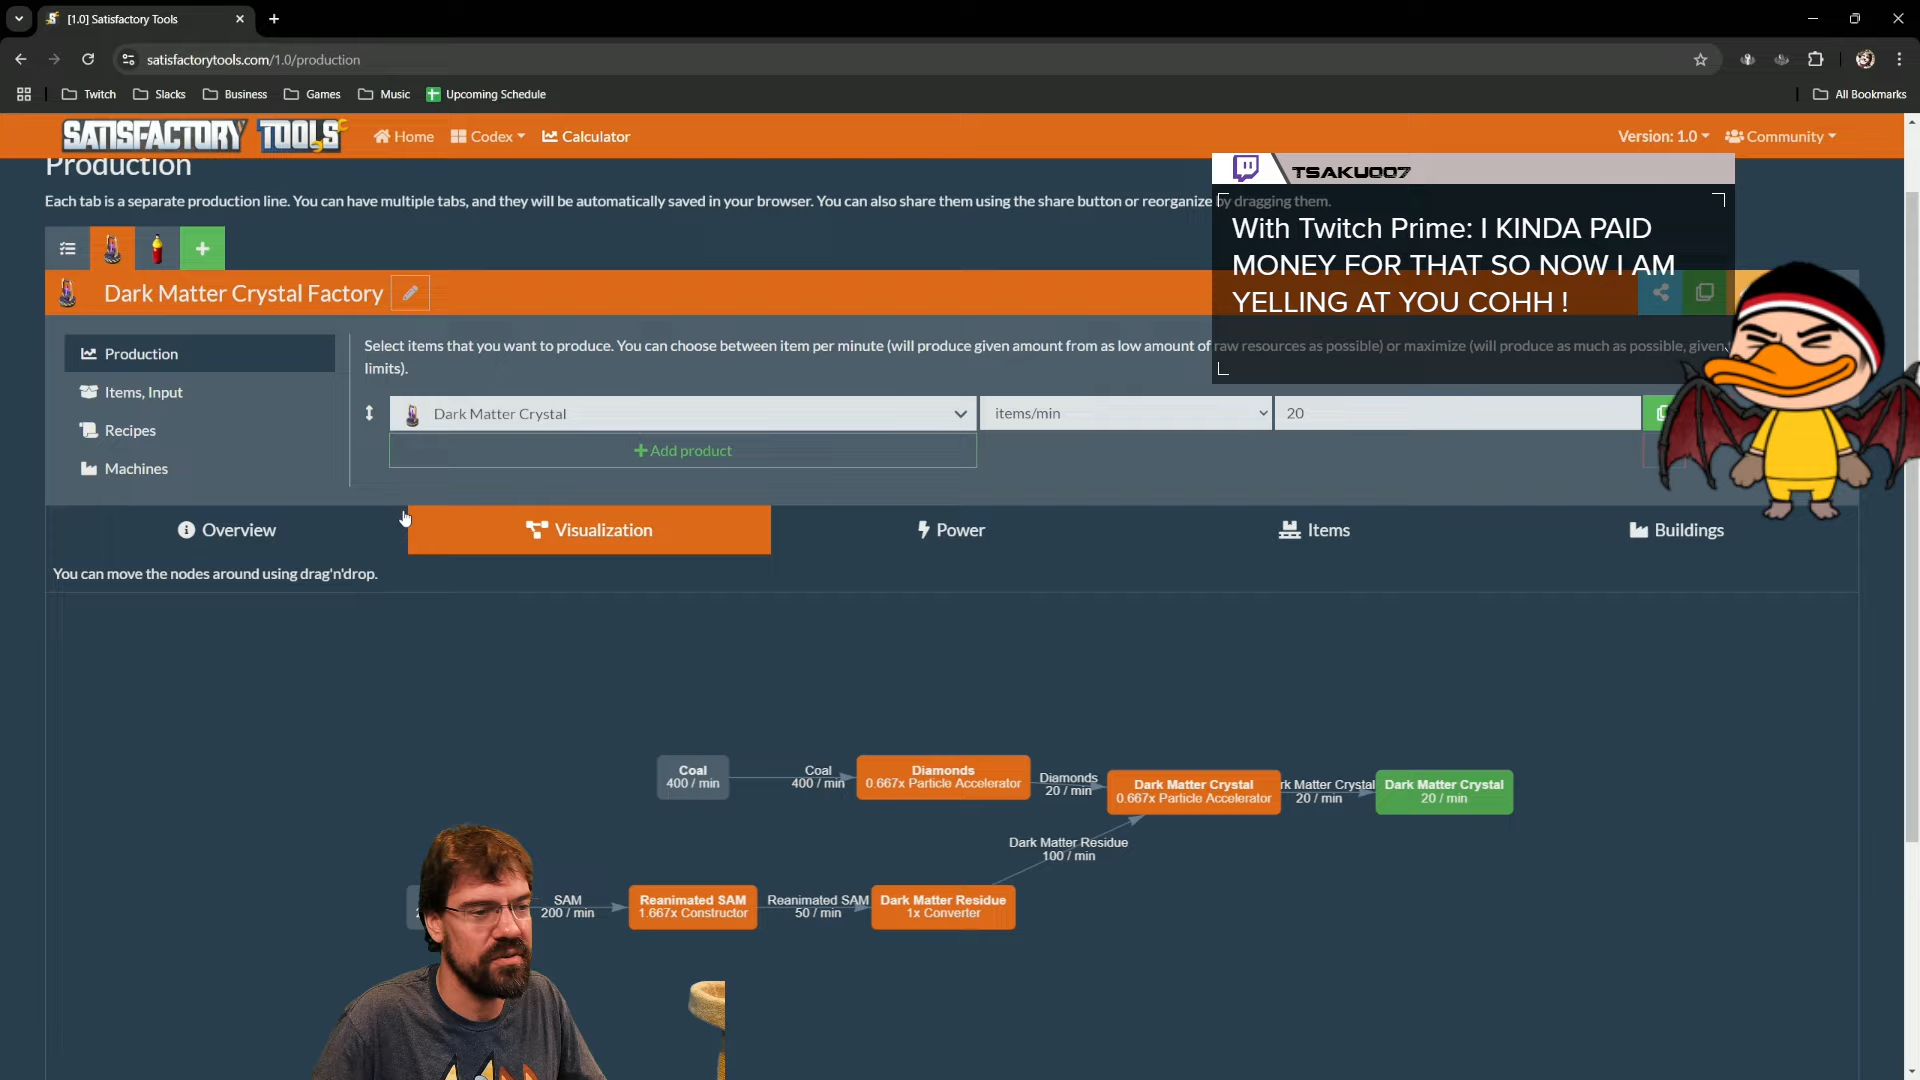 [1.0] Satisfactory Tools
satisfactorytools.com/1.0/production
Twitch
Slacks
Business
Games
Music
Upcoming Schedule
All Bookmarks
SATISFACTORY TOOLS
Home
Codex
Calculator
Version: 1.0
Community
Production
TSAKU007
Each tab is a separate production line. You can have multiple tabs, and they will be automatically saved in your browser. You can also share them using the share button or reorganize by dragging them.
With Twitch Prime: I KINDA PAID
MONEY FOR THAT SO NOW I AM
YELLING AT YOU COHH !
Dark Matter Crystal Factory
Production
Items, Input
Recipes
Machines
Select items that you want to produce. You can choose between item per minute (will produce given amount from as low amount of raw resources as possible) or maximize (will produce as much as possible, given
limits).
Dark Matter Crystal
items/min
20
Add product
Overview
Visualization
Power
Items
Buildings
You can move the nodes around using drag'n'drop.
Coal
400 / min
Coal
400 / min
Diamonds
0.667x Particle Accelerator
Diamonds
20 / min
Dark Matter Crystal
0.667x Particle Accelerator
rk Matter Crystal
20 / min
Dark Matter Crystal
20 / min
Dark Matter Residue
100 / min
SAM
200 / min
Reanimated SAM
1.667x Constructor
Reanimated SAM
50 / min
Dark Matter Residue
1x Converter